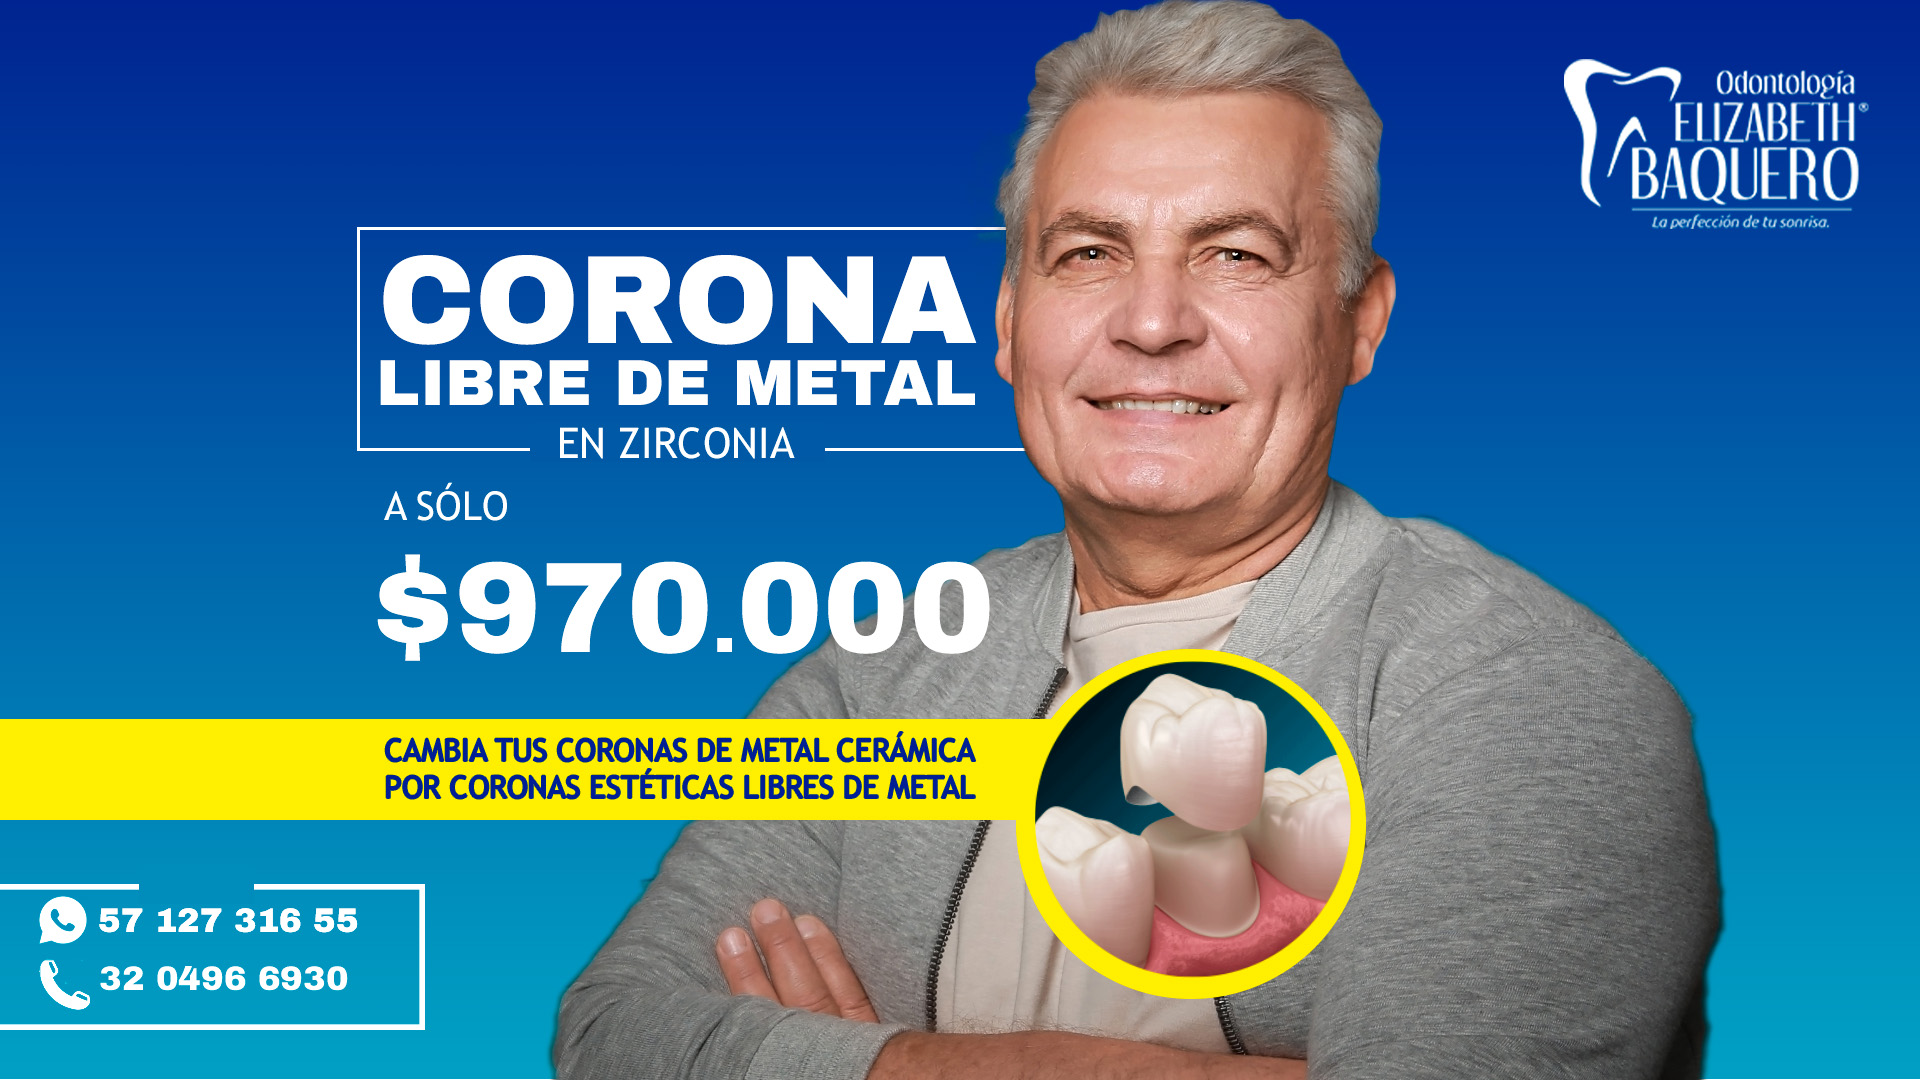 Odontología
ELIZABETH®
BAQUERO
La perfección de tu sonrisa.
CORONA
LIBRE DE METAL
EN ZIRCONIA
A SÓLO
$970.000
CAMBIA TUS CORONAS DE METAL CERÁMICA
POR CORONAS ESTÉTICAS LIBRES DE METAL
57 127 316 55
32 0496 6930